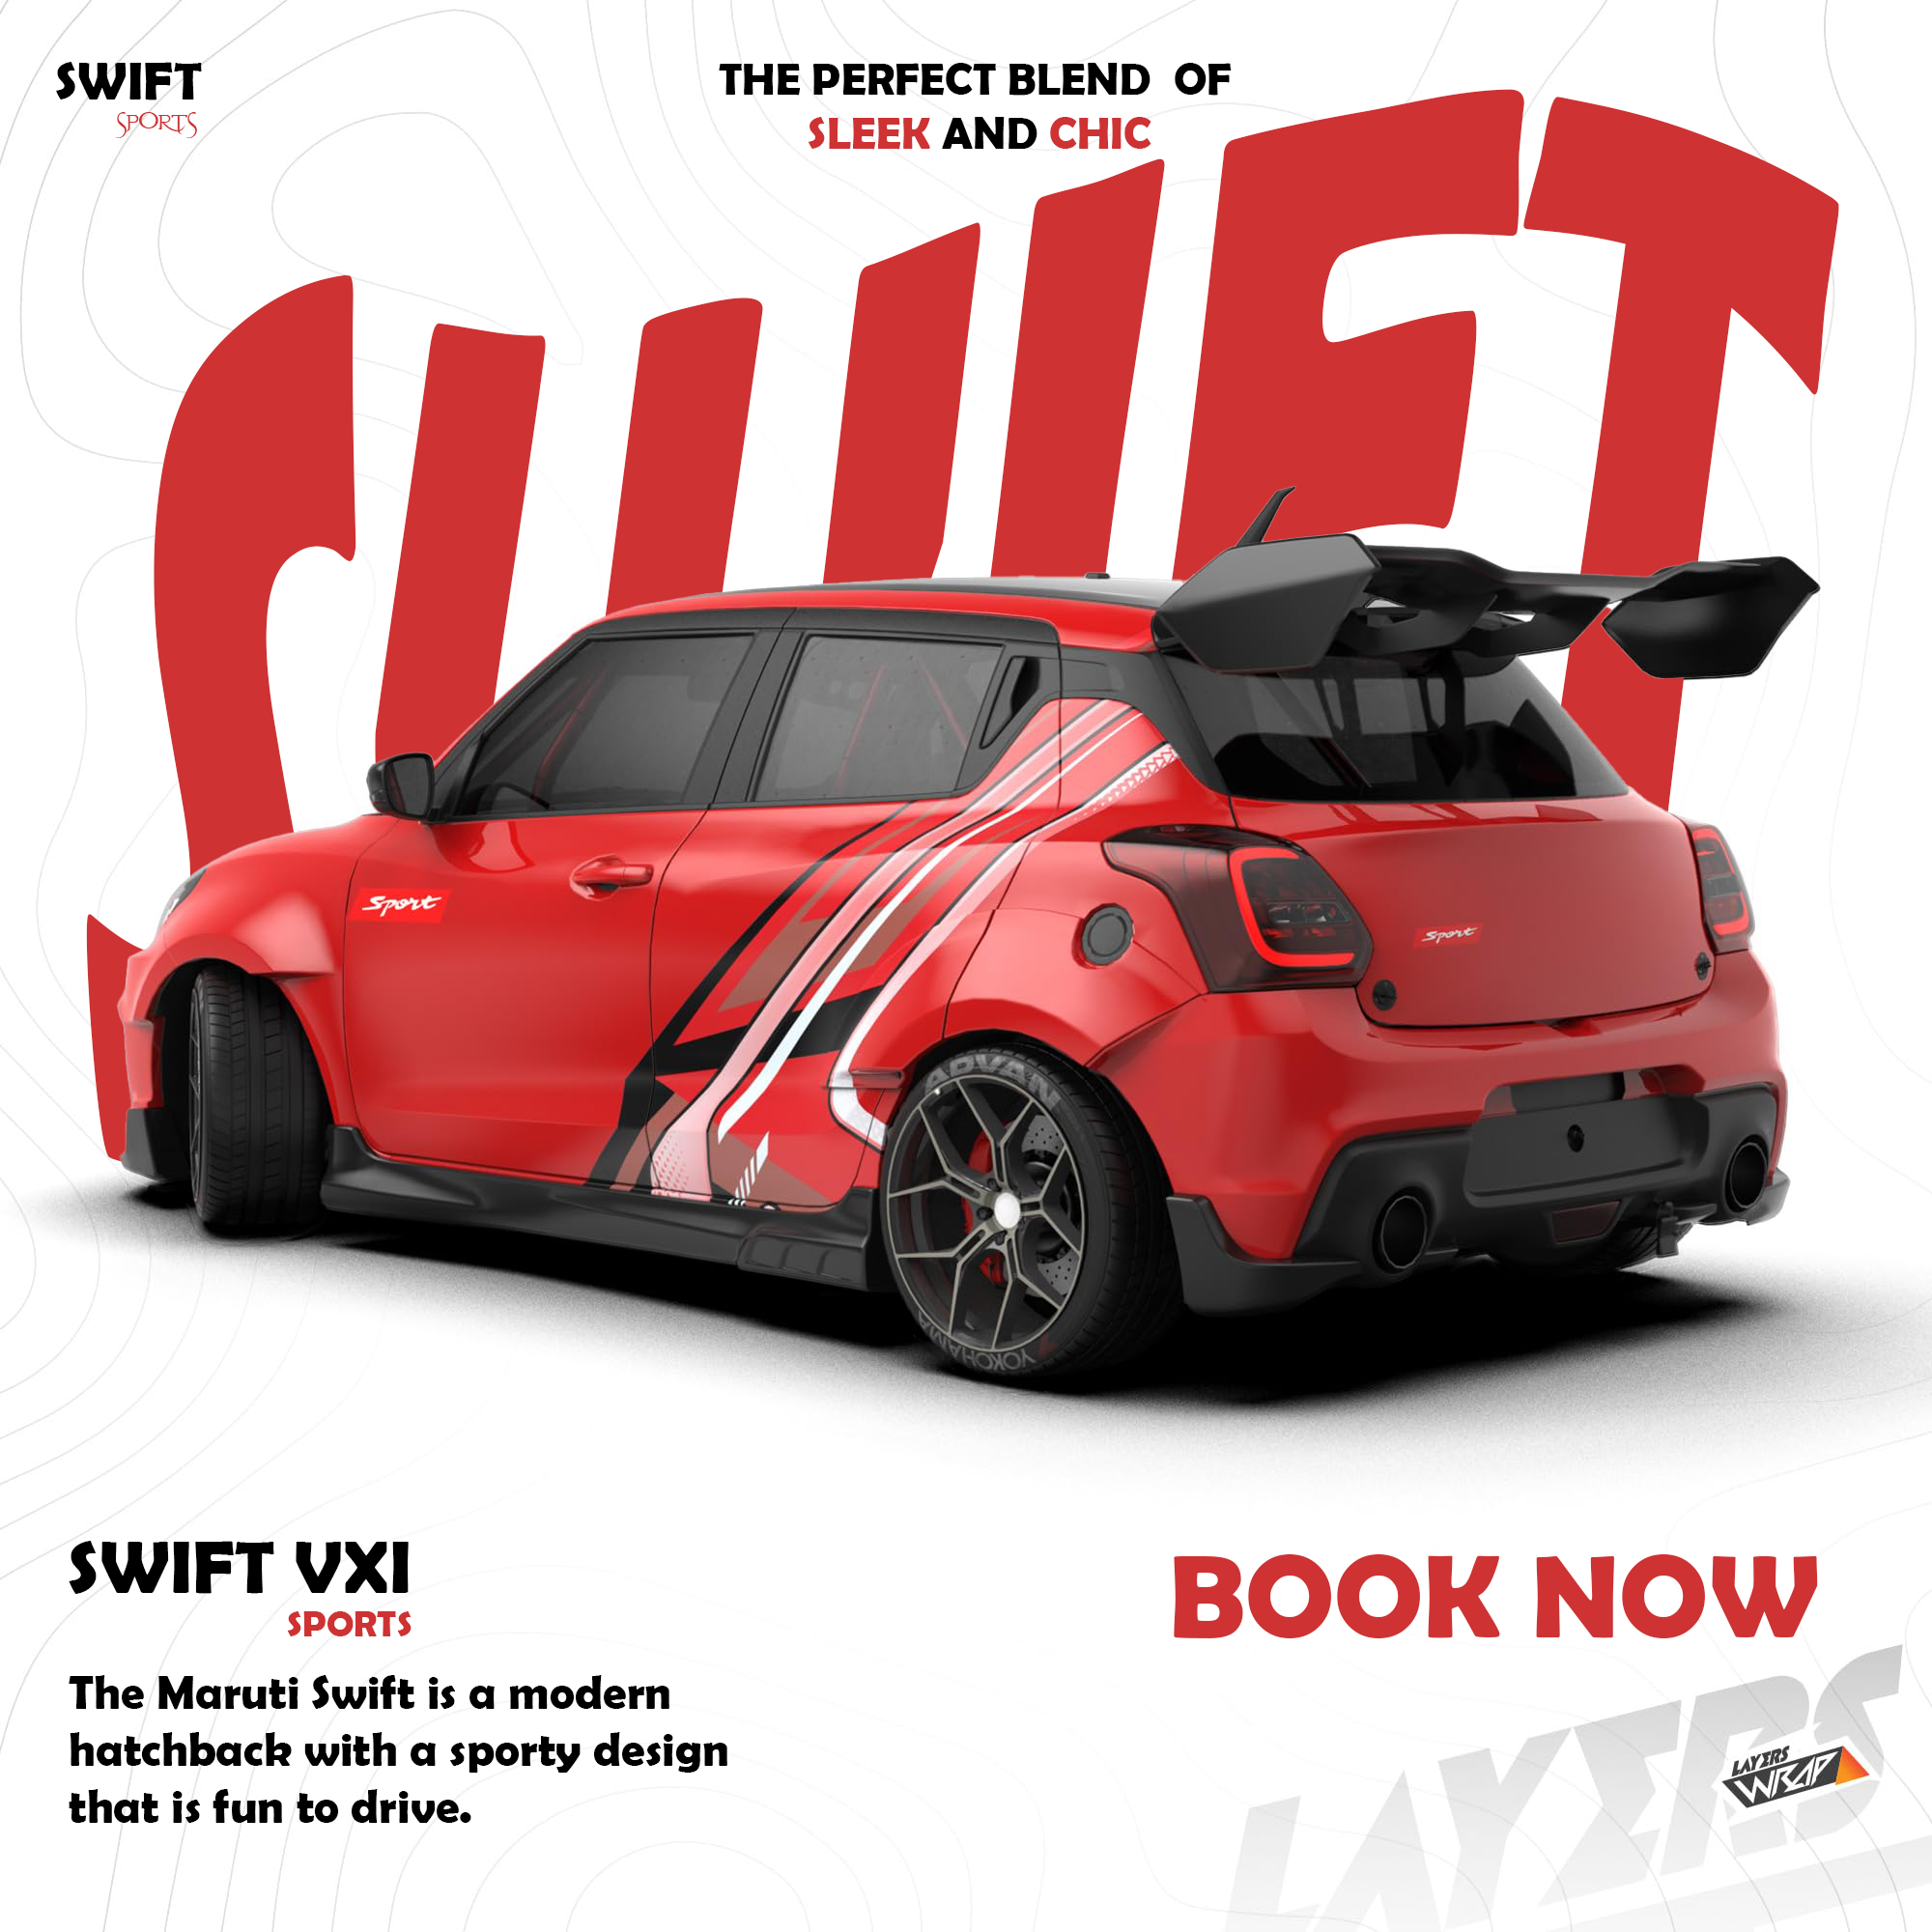 SWIFT
SPORTS
THE PERFECT BLEND OF
SLEEK AND CHIC
SWIFT
Sport
Sport
ADVAN
YOKOHAMA
SWIFT VXI
SPORTS
The Maruti Swift is a modern
hatchback with a sporty design
that is fun to drive.
BOOK NOW
LAYERS
LAYERS
WRAP